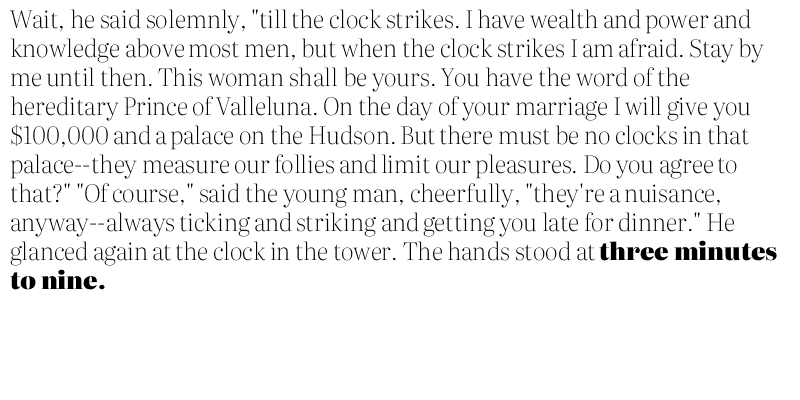 Wait, he said solemnly, "till the clock strikes. I have wealth and power and
knowledge above most men, but when the clock strikes I am afraid. Stay by
me until then. This woman shall be yours. You have the word of the
hereditary Prince of Valleluna. On the day of your marriage I will give you
$100,000 and a palace on the Hudson. But there must be no clocks in that
palace--they measure our follies and limit our pleasures. Do you agree to
that?" "Of course," said the young man, cheerfully, "they're a nuisance,
anyway--always ticking and striking and getting you late for dinner." He
glanced again at the clock in the tower. The hands stood at three minutes
to nine.